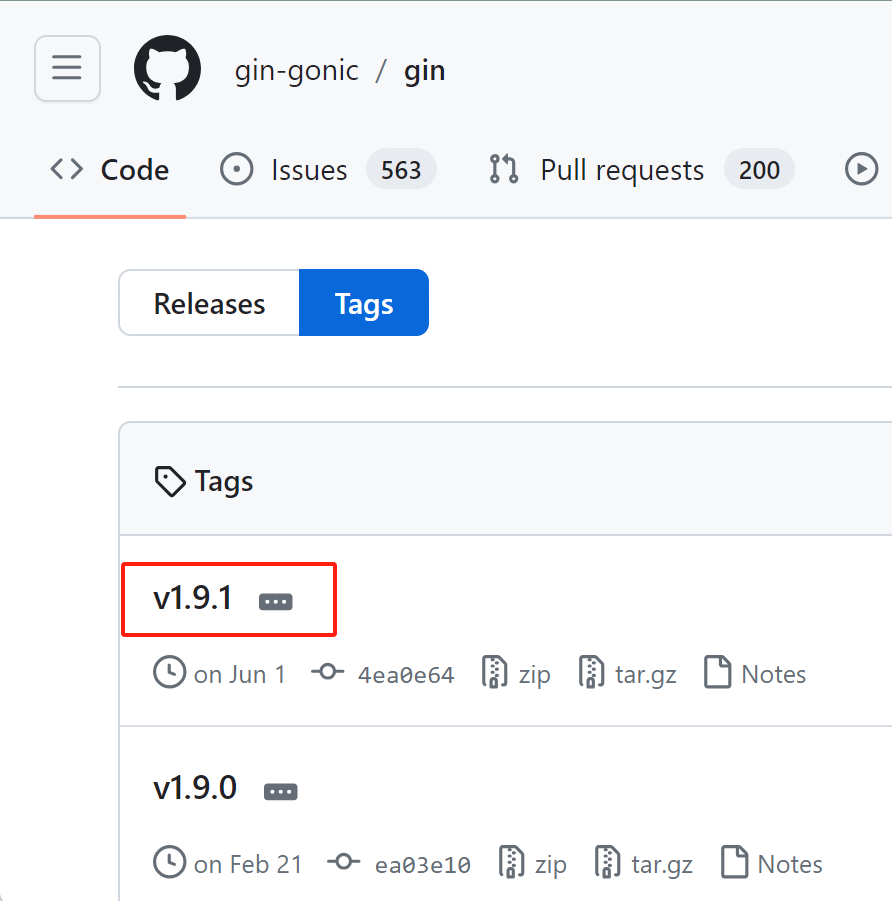 gin-gonic / gin
Code Issues 563 Pull requests 200
Releases Tags
Tags
v1.9.1 ...
on Jun 1 4ea0e64 zip tar.gz Notes
v1.9.0 ...
on Feb 21 ea03e10 zip tar.gz Notes